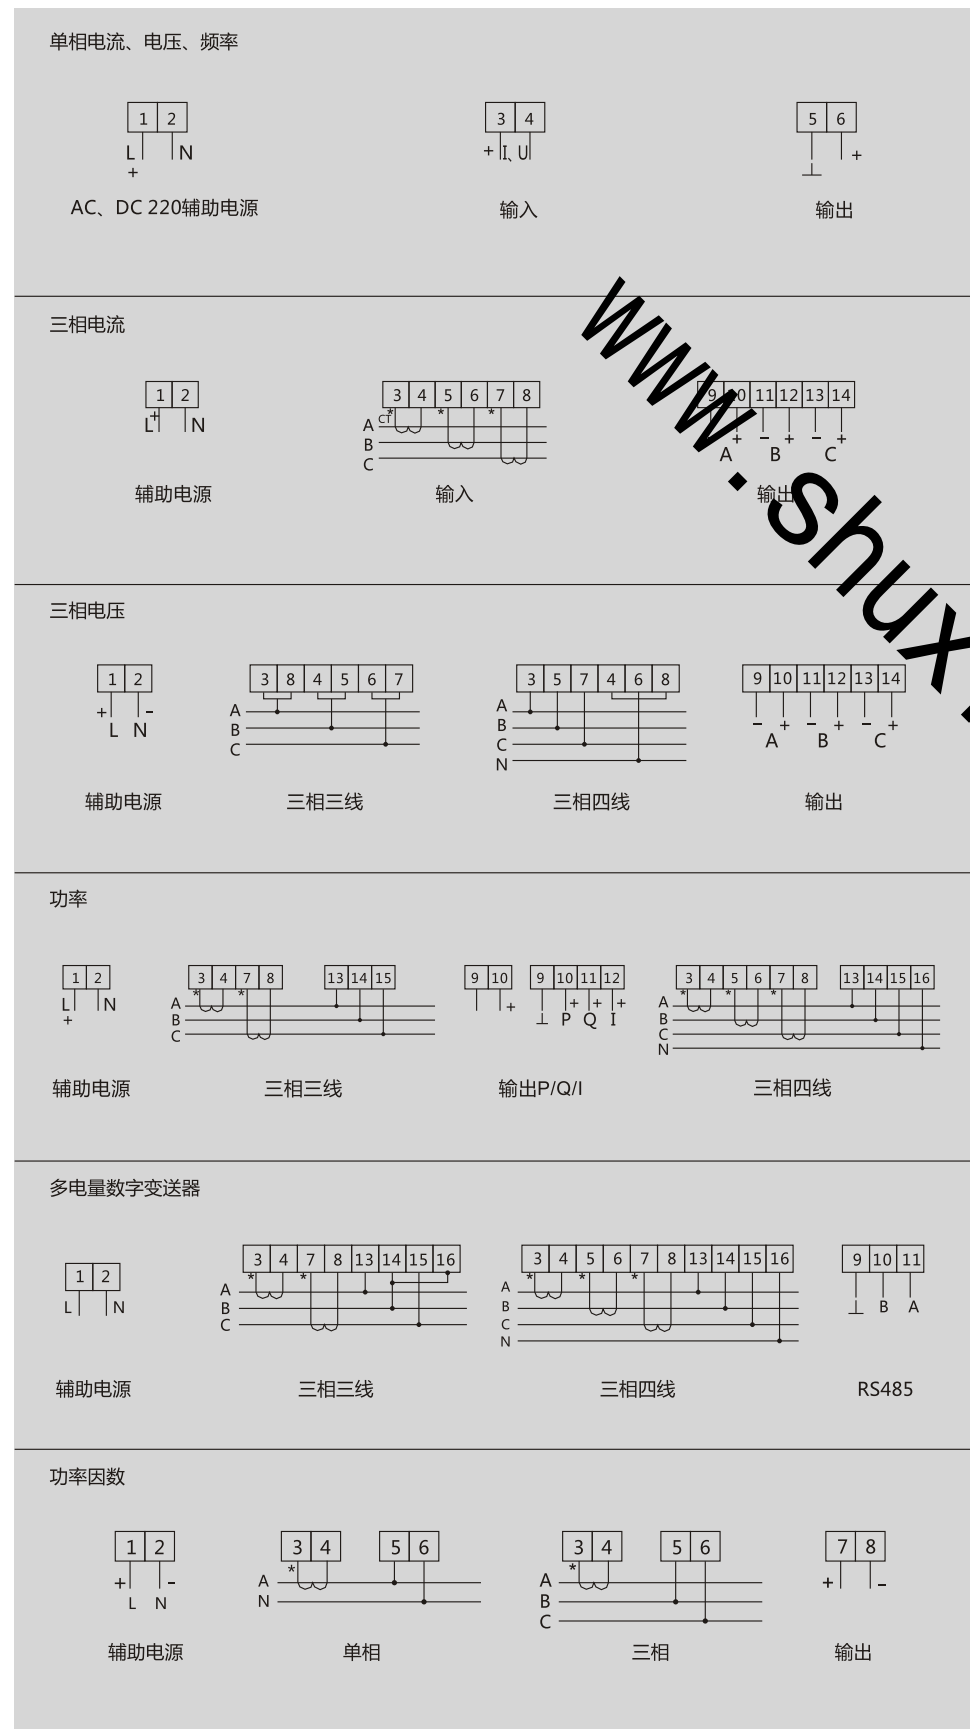 单相电流、电压、频率
1 2
3 4
5 6
L N
+ I、U
+
+
⊥
AC、DC 220辅助电源
输入
输出
三相电流
1 2
3 4 5 6 7 8
9 10 11 12 13 14
+
L N
CT * * *
A
B
C
+ - + - +
A B C
辅助电源
输入
输出
www.shux
三相电压
1 2
3 8 4 5 6 7
3 5 7 4 6 8
9 10 11 12 13 14
+ -
L N
A
B
C
A
B
C
N
- + - + - +
A B C
辅助电源
三相三线
三相四线
输出
功率
1 2
3 4 7 8
13 14 15
9 10
9 10 11 12
3 4 5 6 7 8
13 14 15 16
L N
+
* *
A
B
C
+
+ + +
⊥ P Q I
* * *
A
B
C
N
辅助电源
三相三线
输出P/Q/I
三相四线
多电量数字变送器
1 2
3 4 7 8 13 14 15 16
3 4 5 6 7 8 13 14 15 16
9 10 11
L N
* *
A
B
C
* * *
A
B
C
N
⊥ B A
辅助电源
三相三线
三相四线
RS485
功率因数
1 2
3 4
5 6
3 4
5 6
7 8
+ -
L N
*
A
N
*
A
B
C
+ -
辅助电源
单相
三相
输出